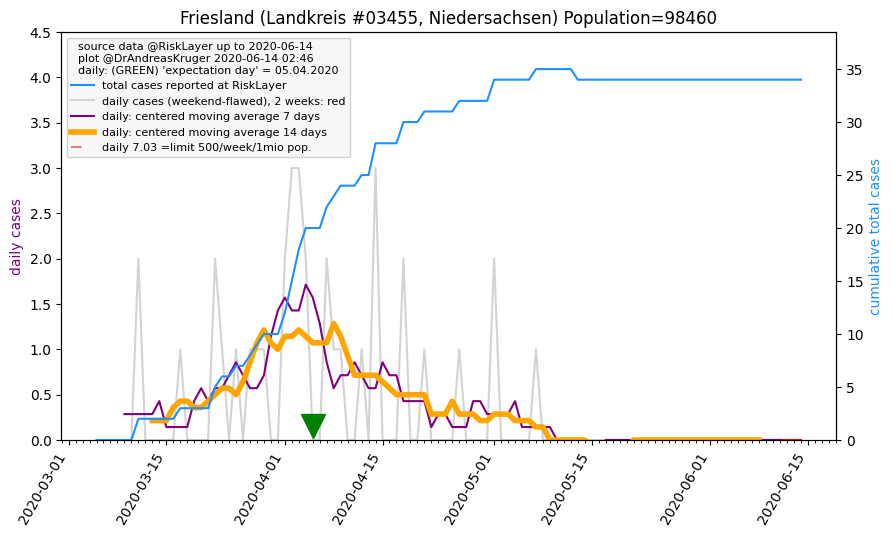 Friesland (Landkreis #03455, Niedersachsen) Population=98460
source data @RiskLayer up to 2020-06-14
plot @DrAndreasKruger 2020-06-14 02:46
daily: (GREEN) 'expectation day' = 05.04.2020
total cases reported at RiskLayer
daily cases (weekend-flawed), 2 weeks: red
daily: centered moving average 7 days
daily: centered moving average 14 days
daily 7.03 =limit 500/week/1mio pop.
daily cases
4.5
4.0
3.5
3.0
2.5
2.0
1.5
1.0
0.5
0.0
cumulative total cases
35
30
25
20
15
10
5
0
2020-03-01
2020-03-15
2020-04-01
2020-04-15
2020-05-01
2020-05-15
2020-06-01
2020-06-15